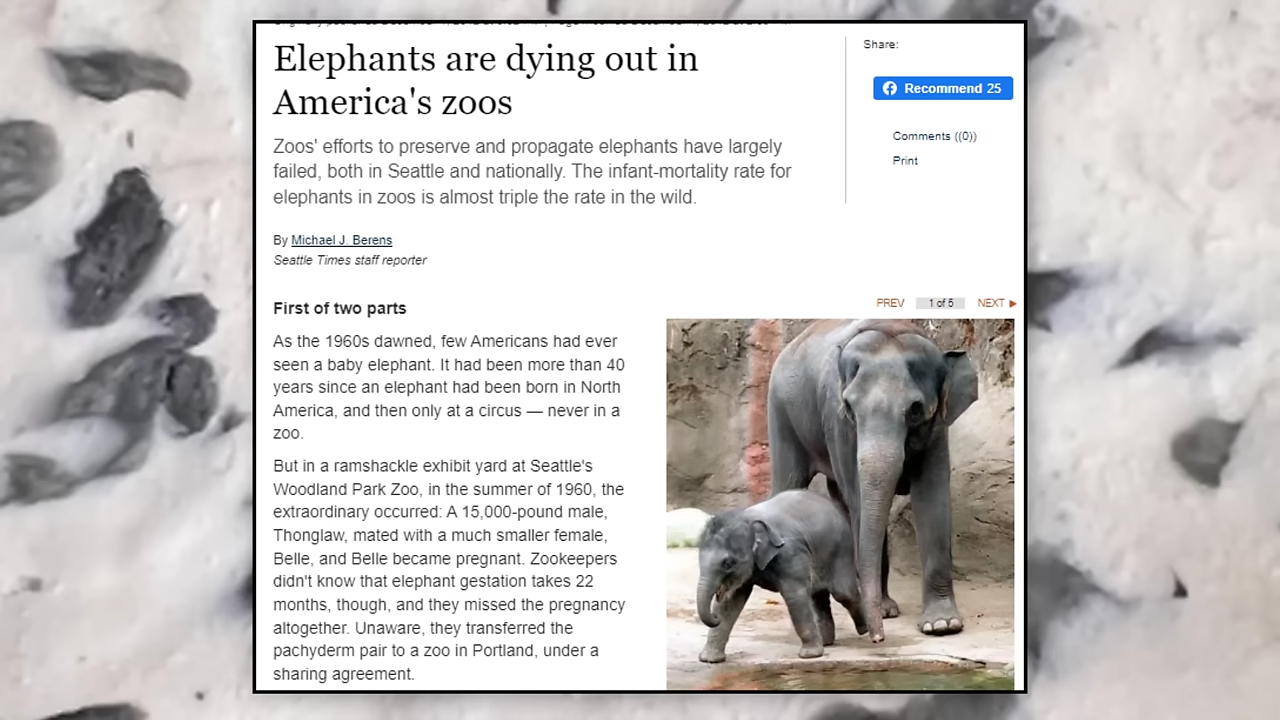 Elephants are dying out in
America's zoos
Zoos' efforts to preserve and propagate elephants have largely
failed, both in Seattle and nationally. The infant-mortality rate for
elephants in zoos is almost triple the rate in the wild.
By Michael J. Berens
Seattle Times staff reporter
Share:
Recommend 25
Comments ((0))
Print
First of two parts
As the 1960s dawned, few Americans had ever
seen a baby elephant. It had been more than 40
years since an elephant had been born in North
America, and then only at a circus — never in a
zoo.
But in a ramshackle exhibit yard at Seattle's
Woodland Park Zoo, in the summer of 1960, the
extraordinary occurred: A 15,000-pound male,
Thonglaw, mated with a much smaller female,
Belle, and Belle became pregnant. Zookeepers
didn't know that elephant gestation takes 22
months, though, and they missed the pregnancy
altogether. Unaware, they transferred the
pachyderm pair to a zoo in Portland, under a
sharing agreement.
PREV 1 of 5 NEXT ▶